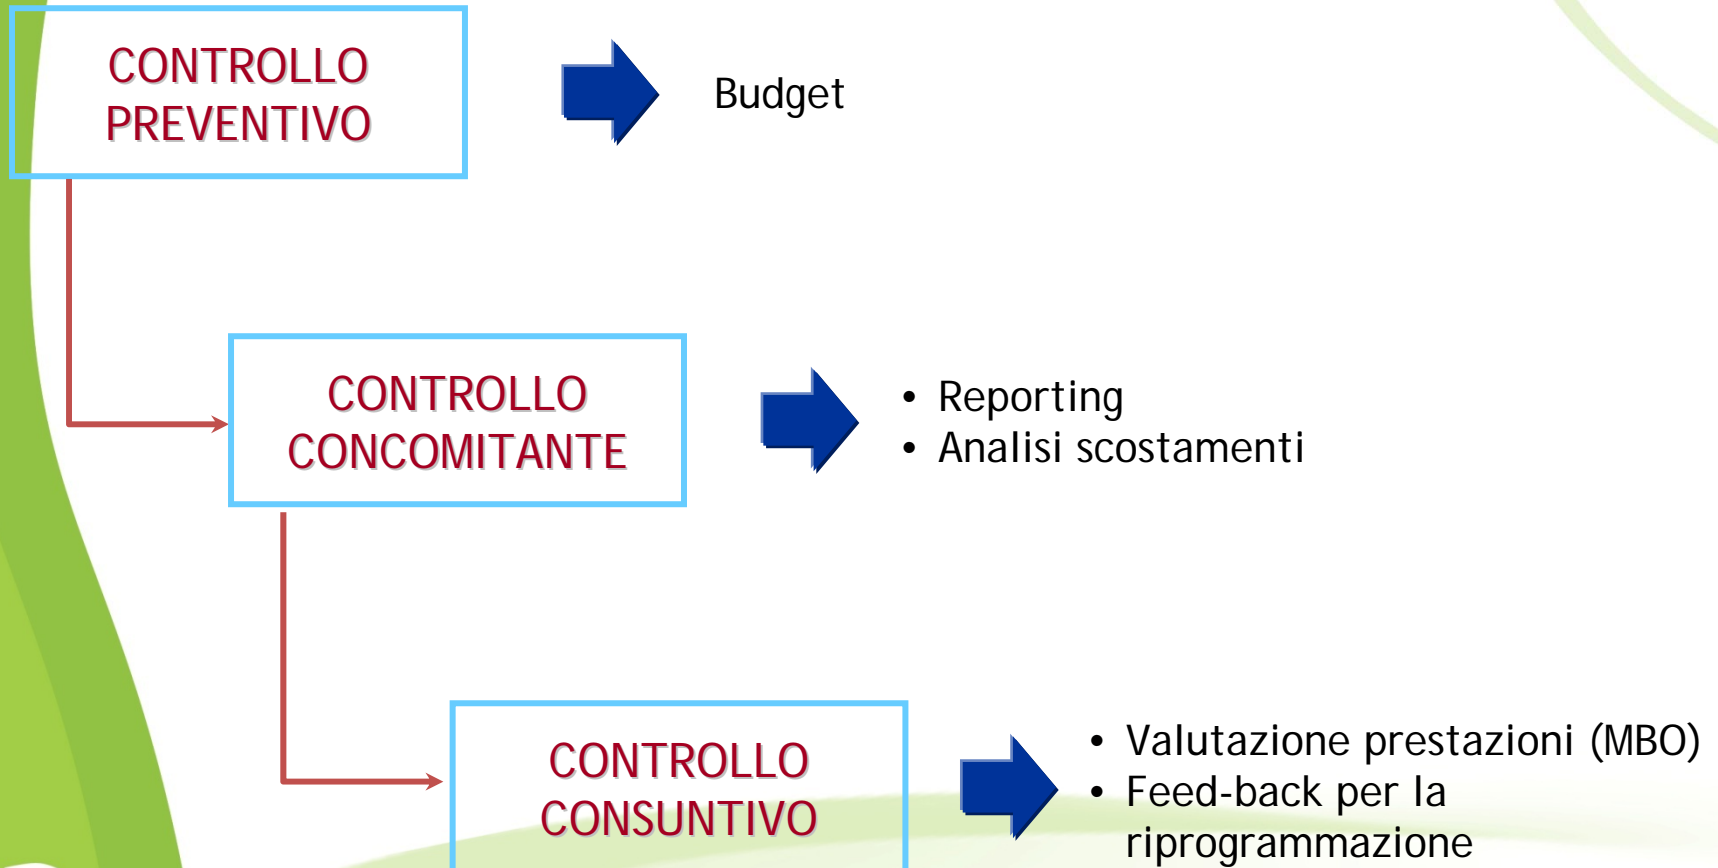 CONTROLLO
PREVENTIVO
Budget
CONTROLLO
CONCOMITANTE
• Reporting
• Analisi scostamenti
CONTROLLO
CONSUNTIVO
• Valutazione prestazioni (MBO)
• Feed-back per la
riprogrammazione